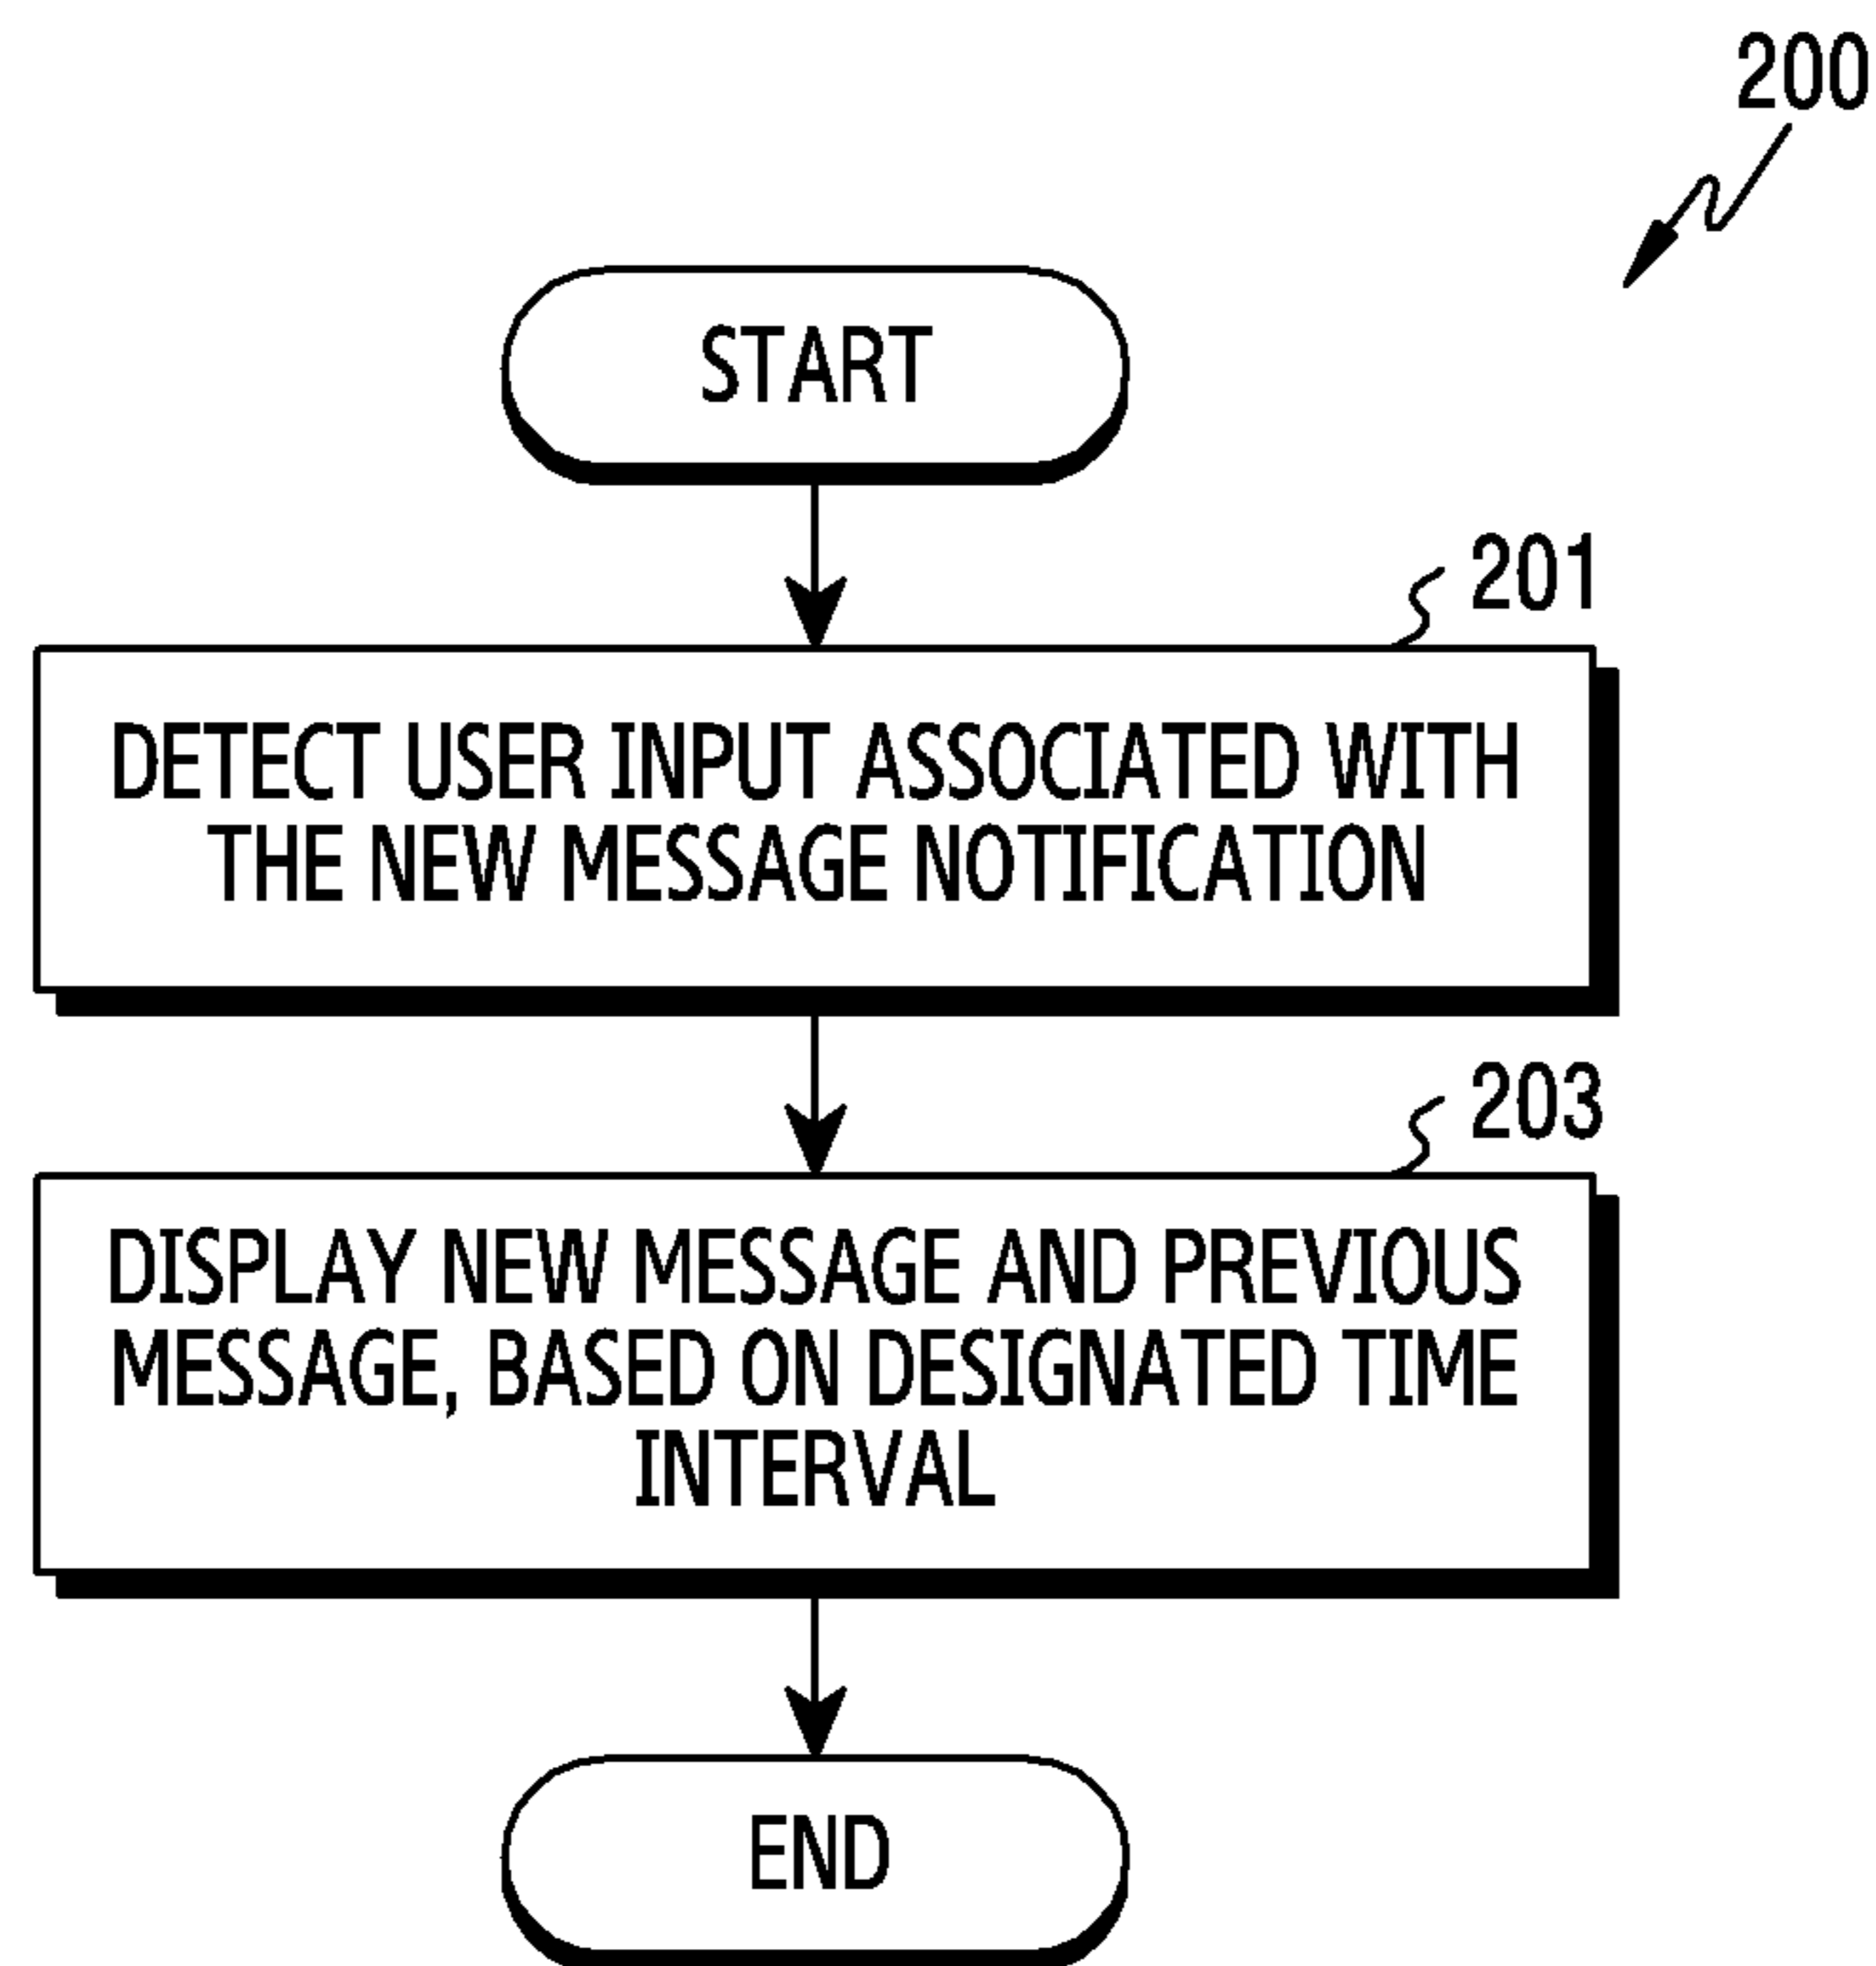 200
START
201
DETECT USER INPUT ASSOCIATED WITH
THE NEW MESSAGE NOTIFICATION
203
DISPLAY NEW MESSAGE AND PREVIOUS
MESSAGE, BASED ON DESIGNATED TIME
INTERVAL
END